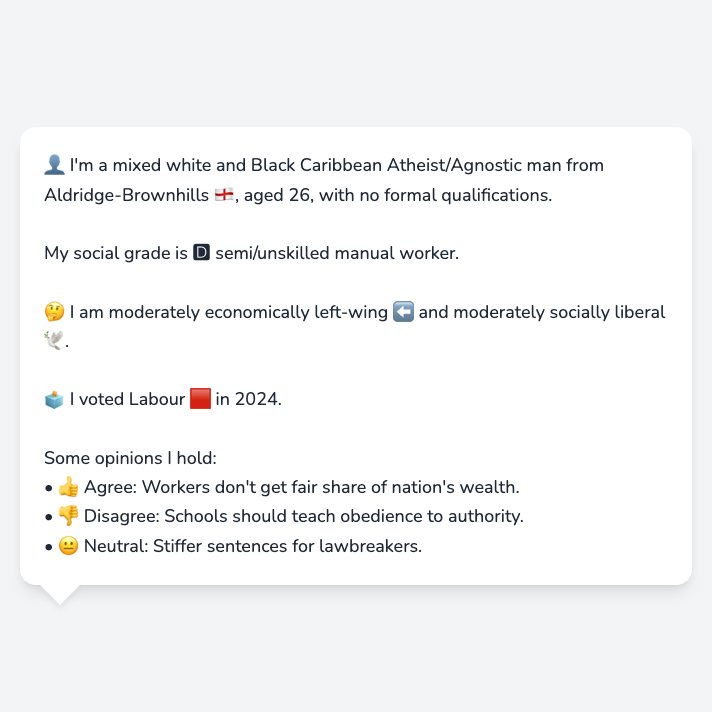 👤 I'm a mixed white and Black Caribbean Atheist/Agnostic man from
Aldridge-Brownhills 🏴󠁧󠁢󠁥󠁮󠁧󠁿, aged 26, with no formal qualifications.
My social grade is 🅳 semi/unskilled manual worker.
🤔 I am moderately economically left-wing ⬅️ and moderately socially liberal
🕊️.
🗳️ I voted Labour 🟥 in 2024.
Some opinions I hold:
• 👍 Agree: Workers don't get fair share of nation's wealth.
• 👎 Disagree: Schools should teach obedience to authority.
• 😐 Neutral: Stiffer sentences for lawbreakers.